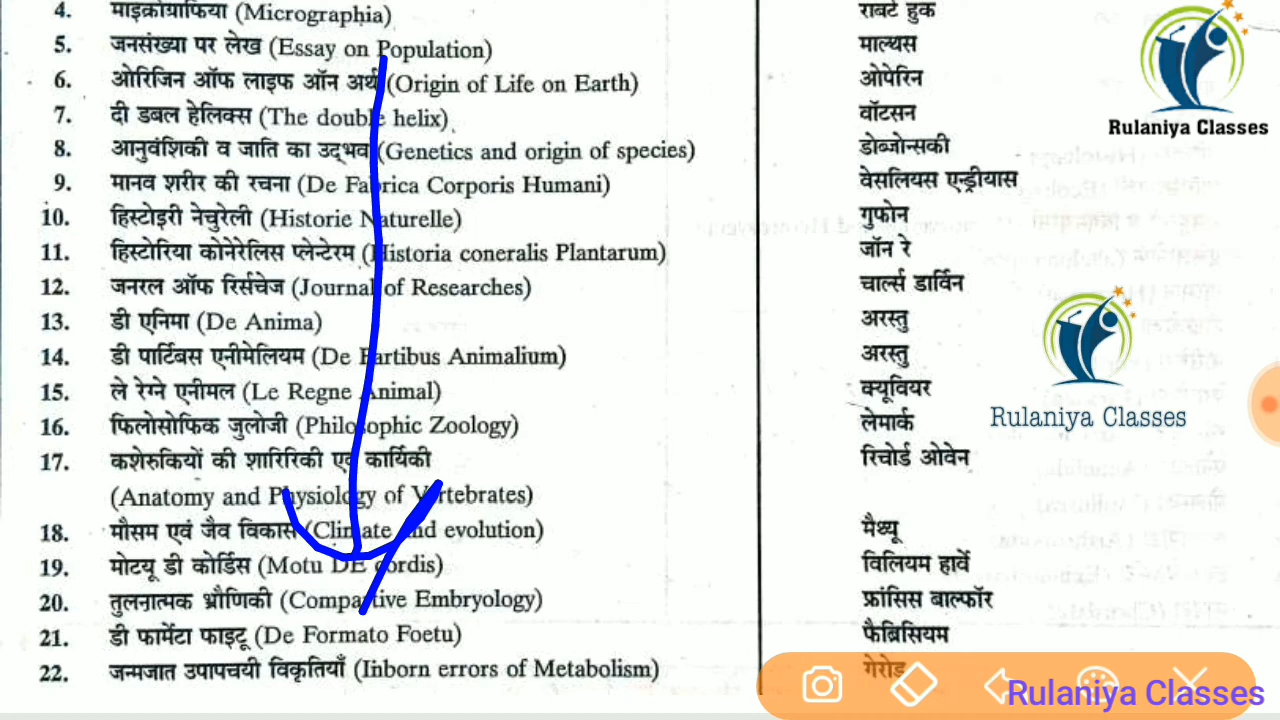 4. माइक्रोग्राफिया (Micrographia) राबर्ट हुक
5. जनसंख्या पर लेख (Essay on Population) माल्थस
6. ओरिजिन ऑफ लाइफ ऑन अर्थ (Origin of Life on Earth) ओपेरिन
7. दी डबल हेलिक्स (The double helix) वॉटसन
8. आनुवंशिकी व जाति का उद्भव (Genetics and origin of species) डोब्जोन्सकी
9. मानव शरीर की रचना (De Fabrica Corporis Humani) वेसलियस एन्ड्रीयास
10. हिस्टोइरी नेचुरेली (Historie Naturelle) गुफोन
11. हिस्टोरिया कोनेरेलिस प्लेन्टेरम (Historia coneralis Plantarum) जॉन रे
12. जनरल ऑफ रिर्सचेज (Journal of Researches) चार्ल्स डार्विन
13. डी एनिमा (De Anima) अरस्तु
14. डी पार्टिबस एनीमेलियम (De Partibus Animalium) अरस्तु
15. ले रेग्ने एनीमल (Le Regne Animal) क्यूवियर
16. फिलोसोफिक जुलोजी (Philosophic Zoology) लेमार्क
17. कशेरुकियों की शारिरिकी एवं कार्यिकी रिचोर्ड ओवेन
(Anatomy and Physiology of Vertebrates)
18. मौसम एवं जैव विकास (Climate and evolution) मैथ्यू
19. मोटयू डी कोर्डिस (Motu DE cordis) विलियम हार्वे
20. तुलनात्मक भ्रौणिकी (Compartive Embryology) फ्रांसिस बाल्फॉर
21. डी फार्मेटा फाइटू (De Formato Foetu) फैब्रिसियम
22. जन्मजात उपापचयी विकृतियाँ (Inborn errors of Metabolism) गेरोड
Rulaniya Classes
Rulaniya Classes
Rulaniya Classes